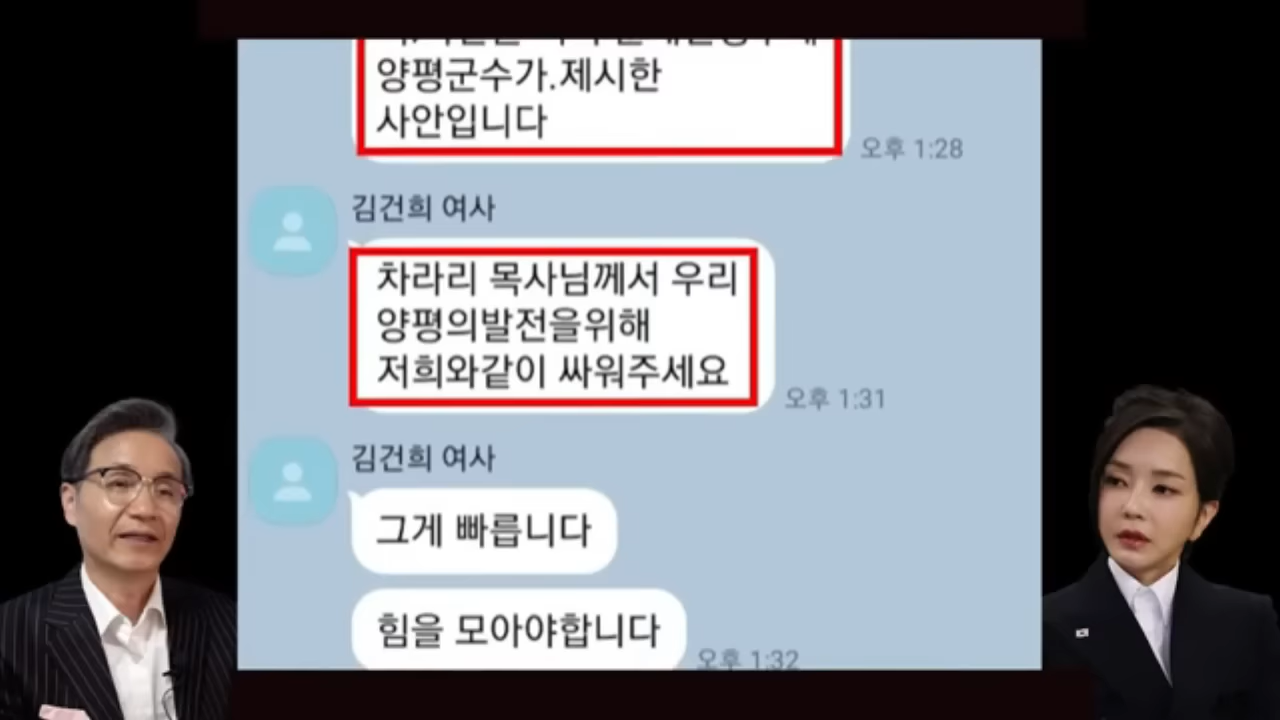 양평군수가.제시한
사안입니다
오후 1:28
김건희 여사
차라리 목사님께서 우리
양평의발전을위해
저희와같이 싸워주세요
오후 1:31
김건희 여사
그게 빠릅니다
힘을 모아야합니다
오후 1:32